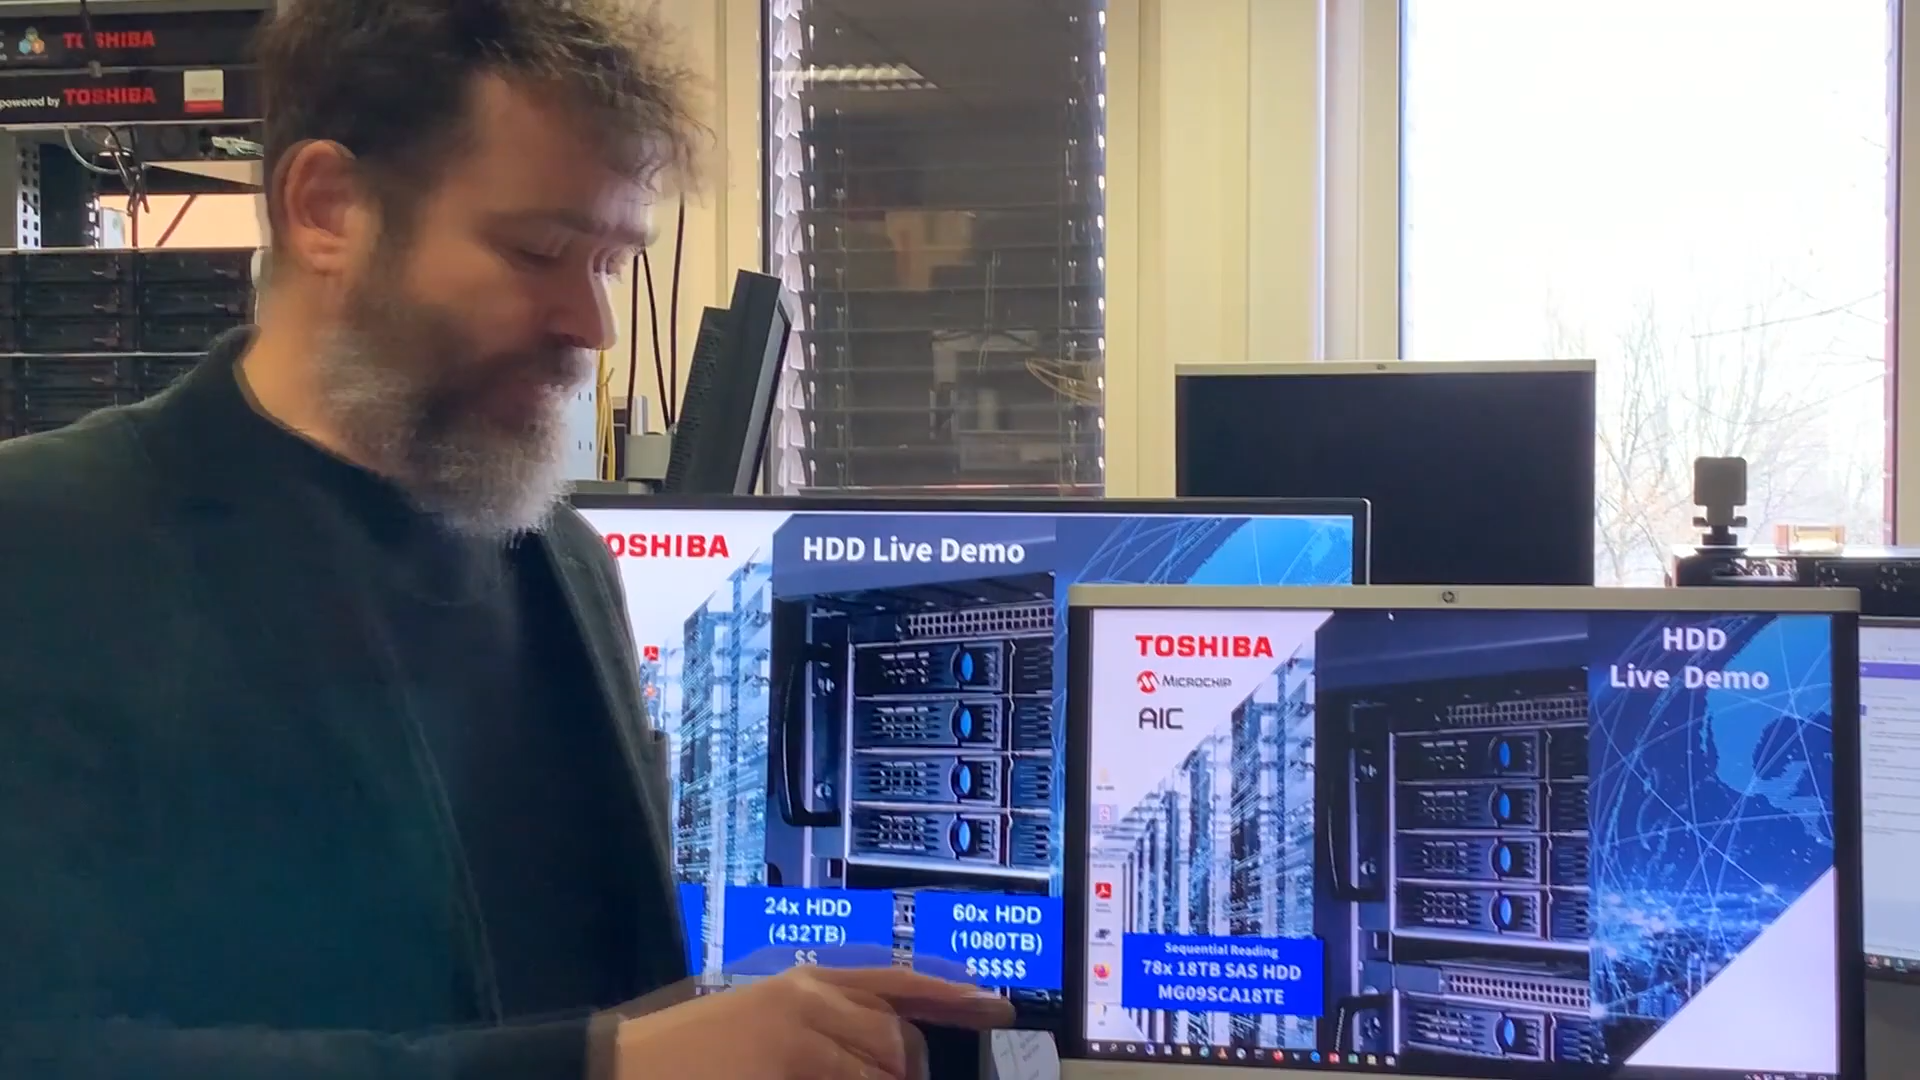 TOSHIBA
powered by TOSHIBA
OSHIBA
HDD Live Demo
24x HDD
(432TB)
$$
60x HDD
(1080TB)
$$$$$
TOSHIBA
MICROCHIP
AIC
HDD
Live Demo
Sequential Reading
78x 18TB SAS HDD
MG09SCA18TE